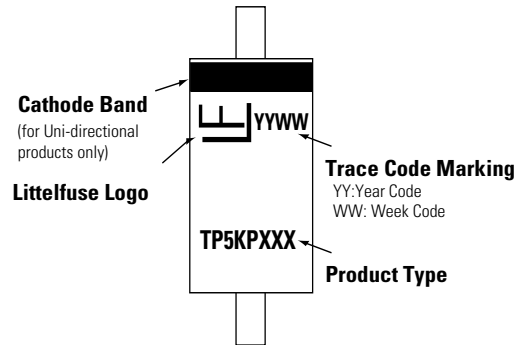 Cathode Band
(for Uni-directional
products only)
Littelfuse Logo
YYWW
Trace Code Marking
YY:Year Code
WW: Week Code
TP5KPXXX
Product Type